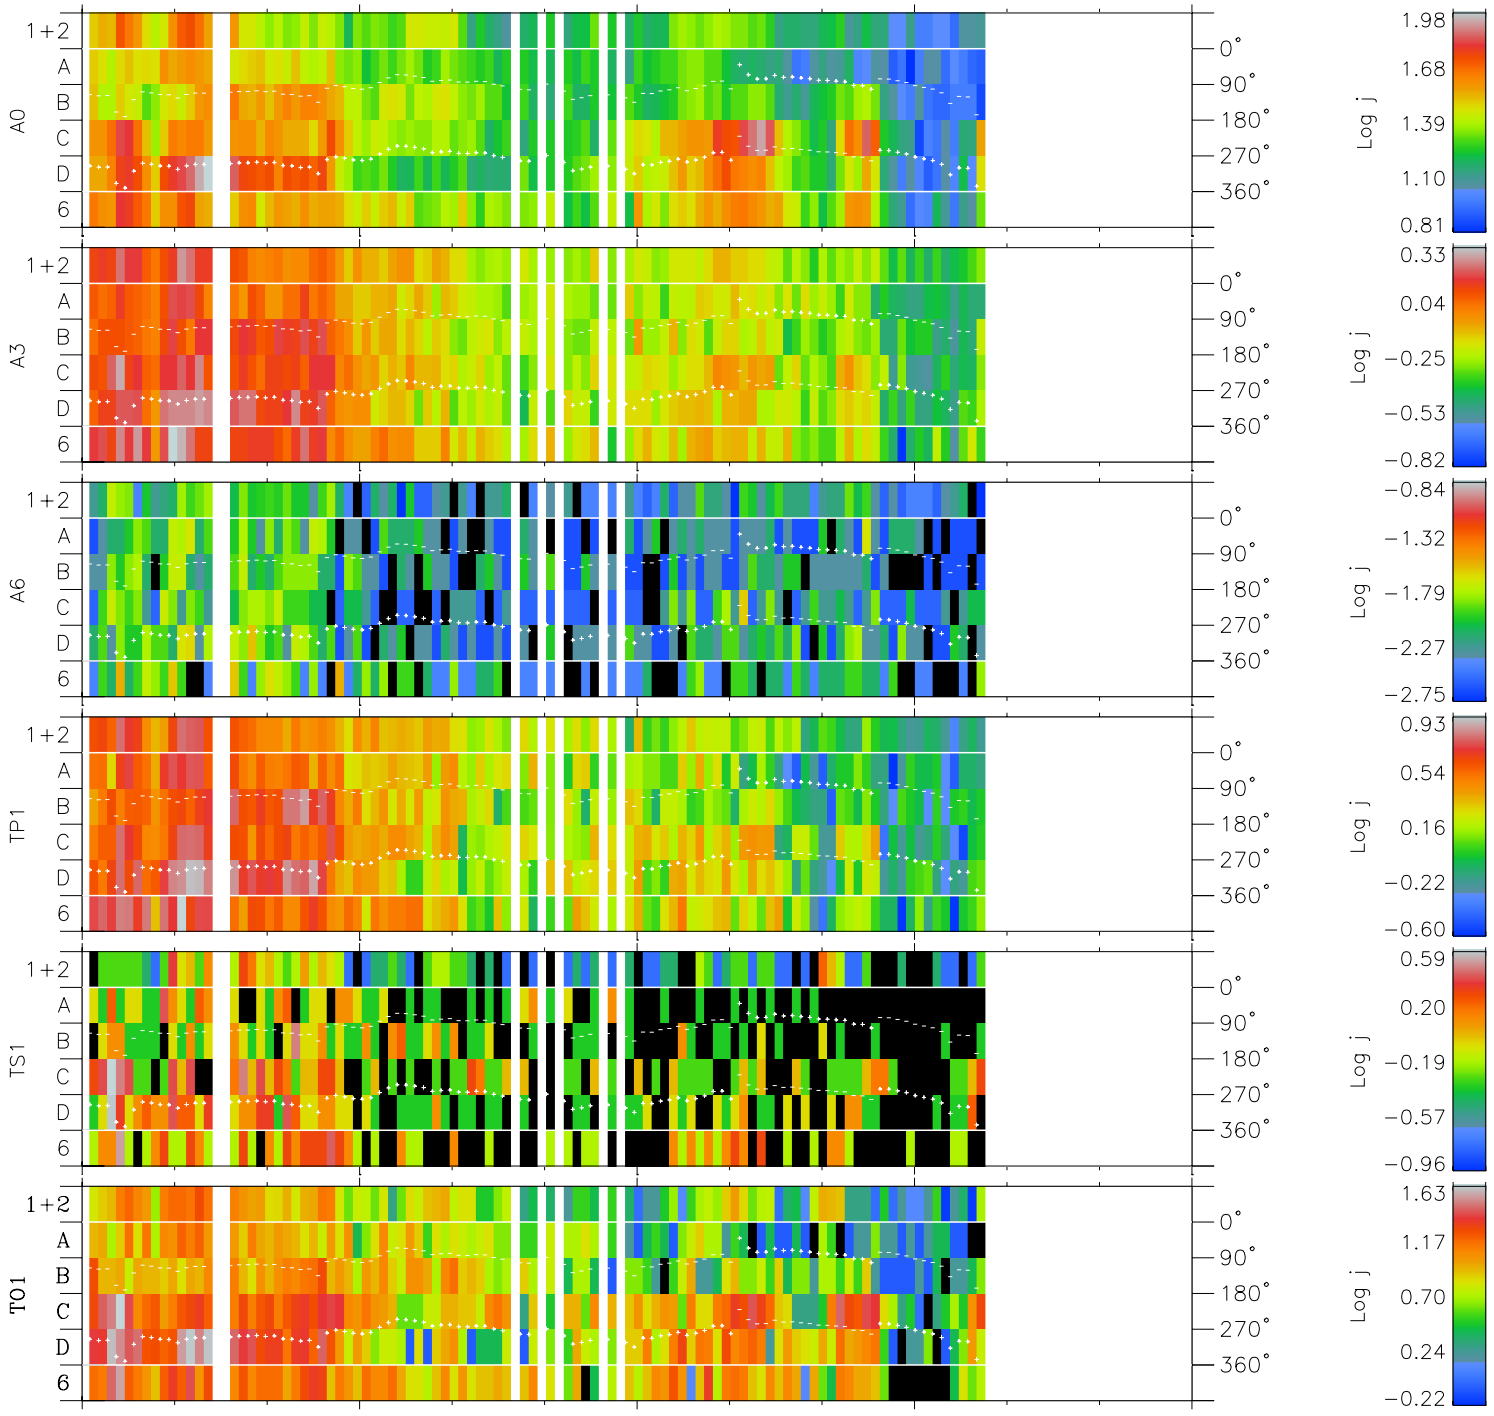 1+2
A
B
C
D
6
A0
0°
90°
180°
270°
360°
Log j
1.98
1.68
1.39
1.10
0.81
1+2
A
B
C
D
6
A3
0°
90°
180°
270°
360°
Log j
0.33
0.04
−0.25
−0.53
−0.82
1+2
A
B
C
D
6
A6
0°
90°
180°
270°
360°
Log j
−0.84
−1.32
−1.79
−2.27
−2.75
1+2
A
B
C
D
6
TP1
0°
90°
180°
270°
360°
Log j
0.93
0.54
0.16
−0.22
−0.60
1+2
A
B
C
D
6
TS1
0°
90°
180°
270°
360°
Log j
0.59
0.20
−0.19
−0.57
−0.96
1+2
A
B
C
D
6
TO1
0°
90°
180°
270°
360°
Log j
1.63
1.17
0.70
0.24
−0.22